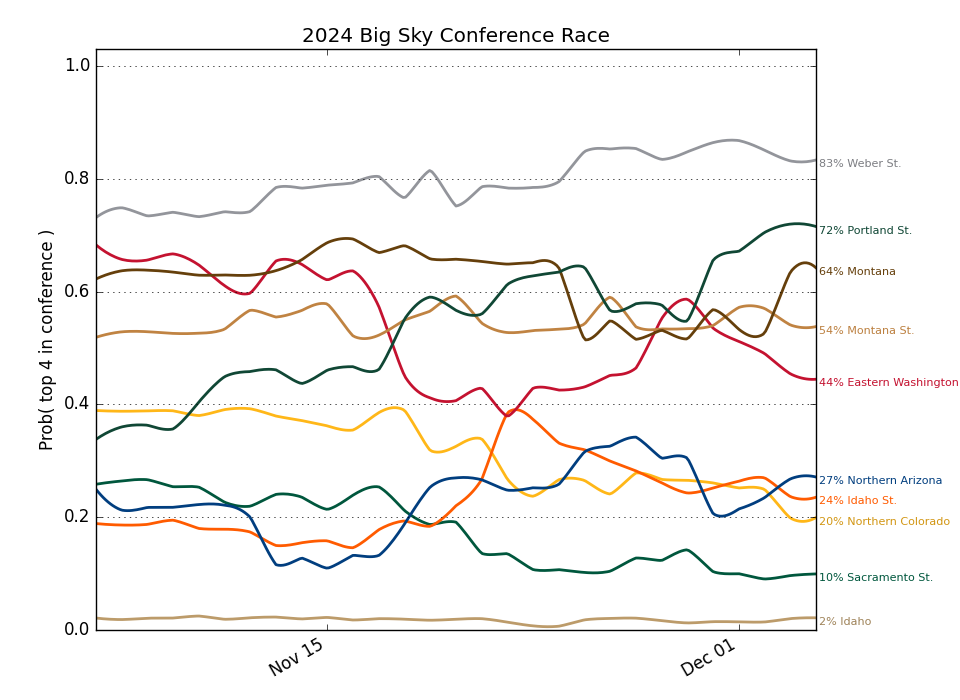 2024 Big Sky Conference Race
Prob( top 4 in conference )
1.0
0.8
0.6
0.4
0.2
0.0
Nov 15
Dec 01
83% Weber St.
72% Portland St.
64% Montana
54% Montana St.
44% Eastern Washington
27% Northern Arizona
24% Idaho St.
20% Northern Colorado
10% Sacramento St.
2% Idaho